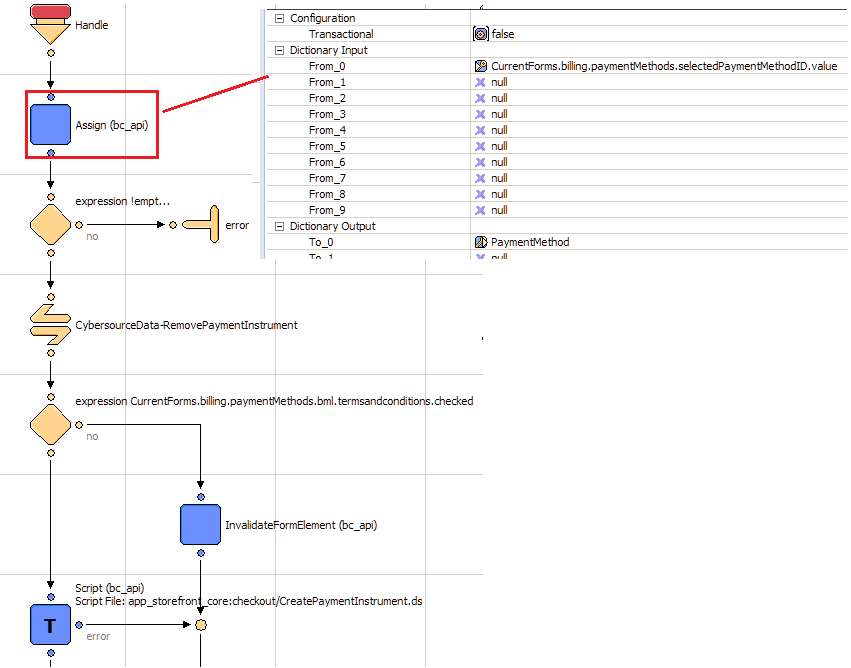 Handle
Assign (bc_api)
expression !empt...
no
error
CybersourceData-RemovePaymentInstrument
expression CurrentForms.billing.paymentMethods.bml.termsandconditions.checked
no
InvalidateFormElement (bc_api)
Script (bc_api)
Script File: app_storefront_core:checkout/CreatePaymentInstrument.ds
T
error
Configuration
Transactional false
Dictionary Input
From_0 CurrentForms.billing.paymentMethods.selectedPaymentMethodID.value
From_1 null
From_2 null
From_3 null
From_4 null
From_5 null
From_6 null
From_7 null
From_8 null
From_9 null
Dictionary Output
To_0 PaymentMethod
To_1 null